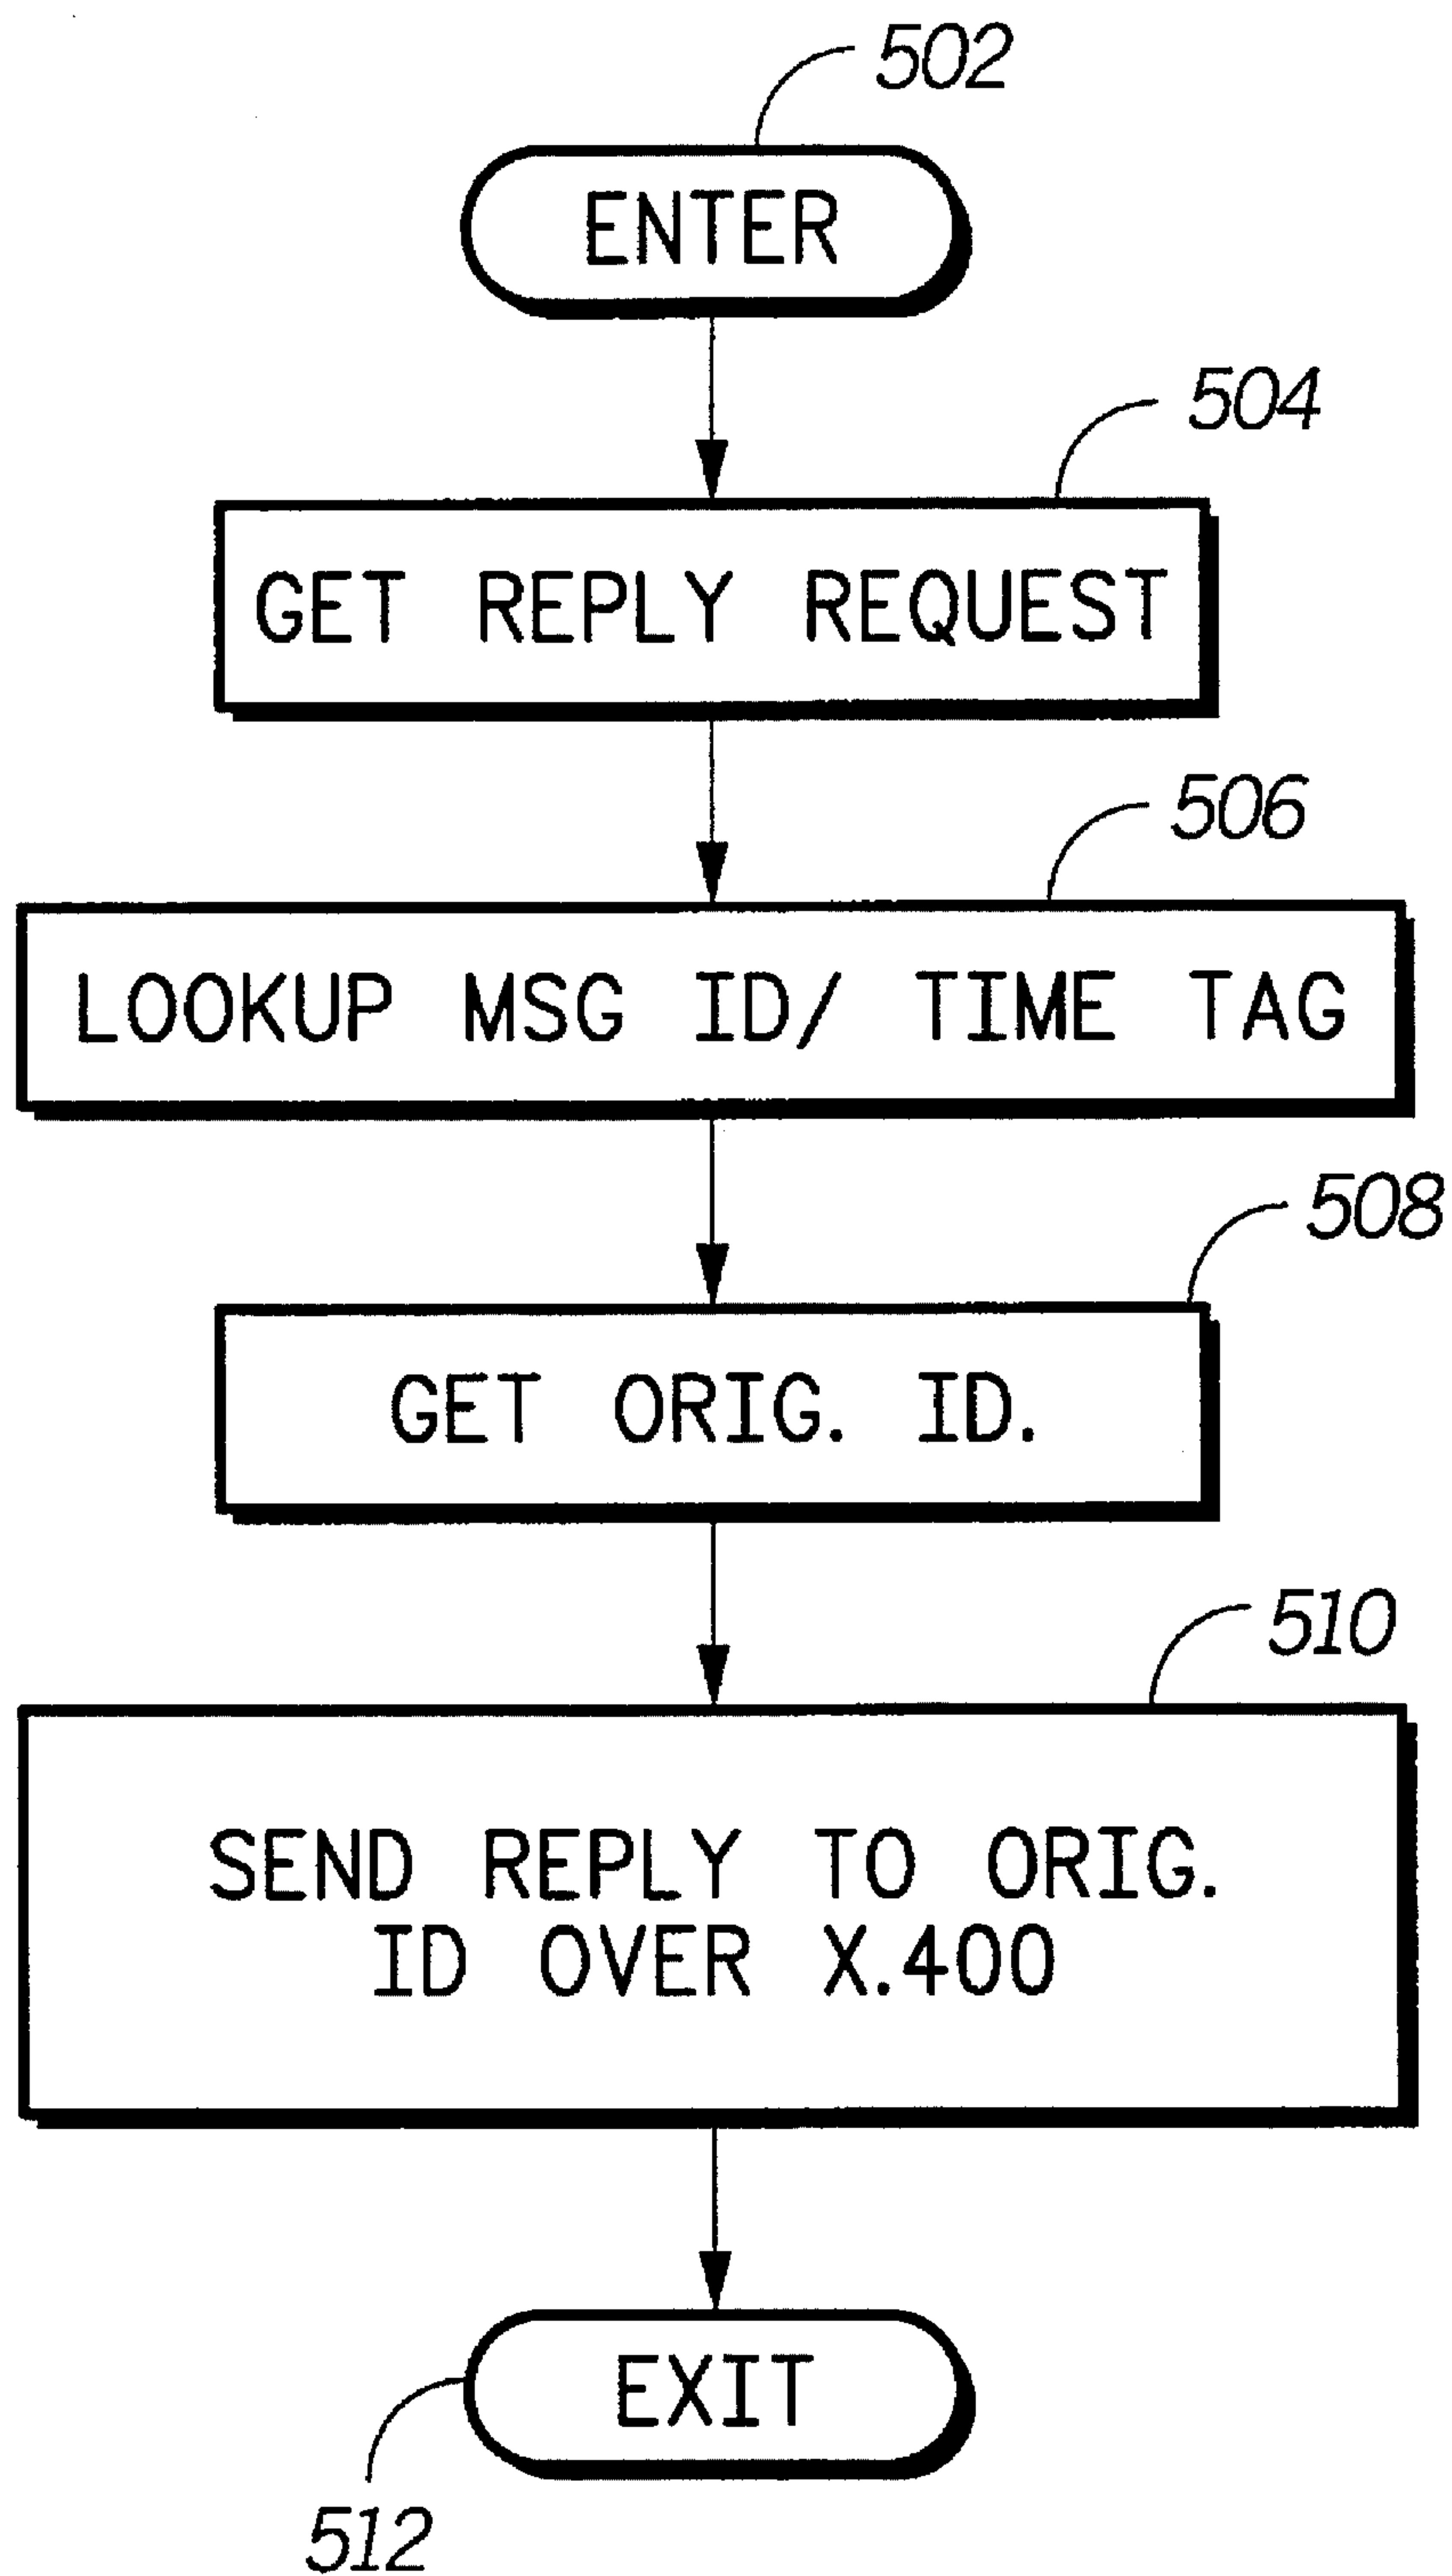 502
ENTER
504
GET REPLY REQUEST
506
LOOKUP MSG ID/ TIME TAG
508
GET ORIG. ID.
510
SEND REPLY TO ORIG.
ID OVER X.400
EXIT
512